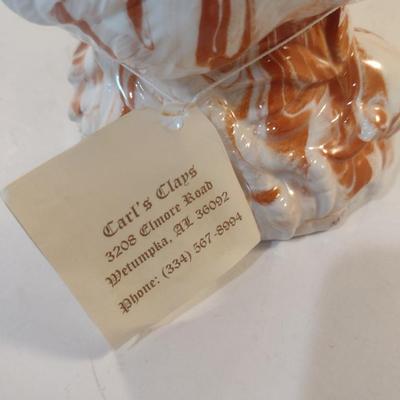 Carl's Clays
3208 Elmore Road
Wetumpka, AL 36092
Phone: (334) 567-8994